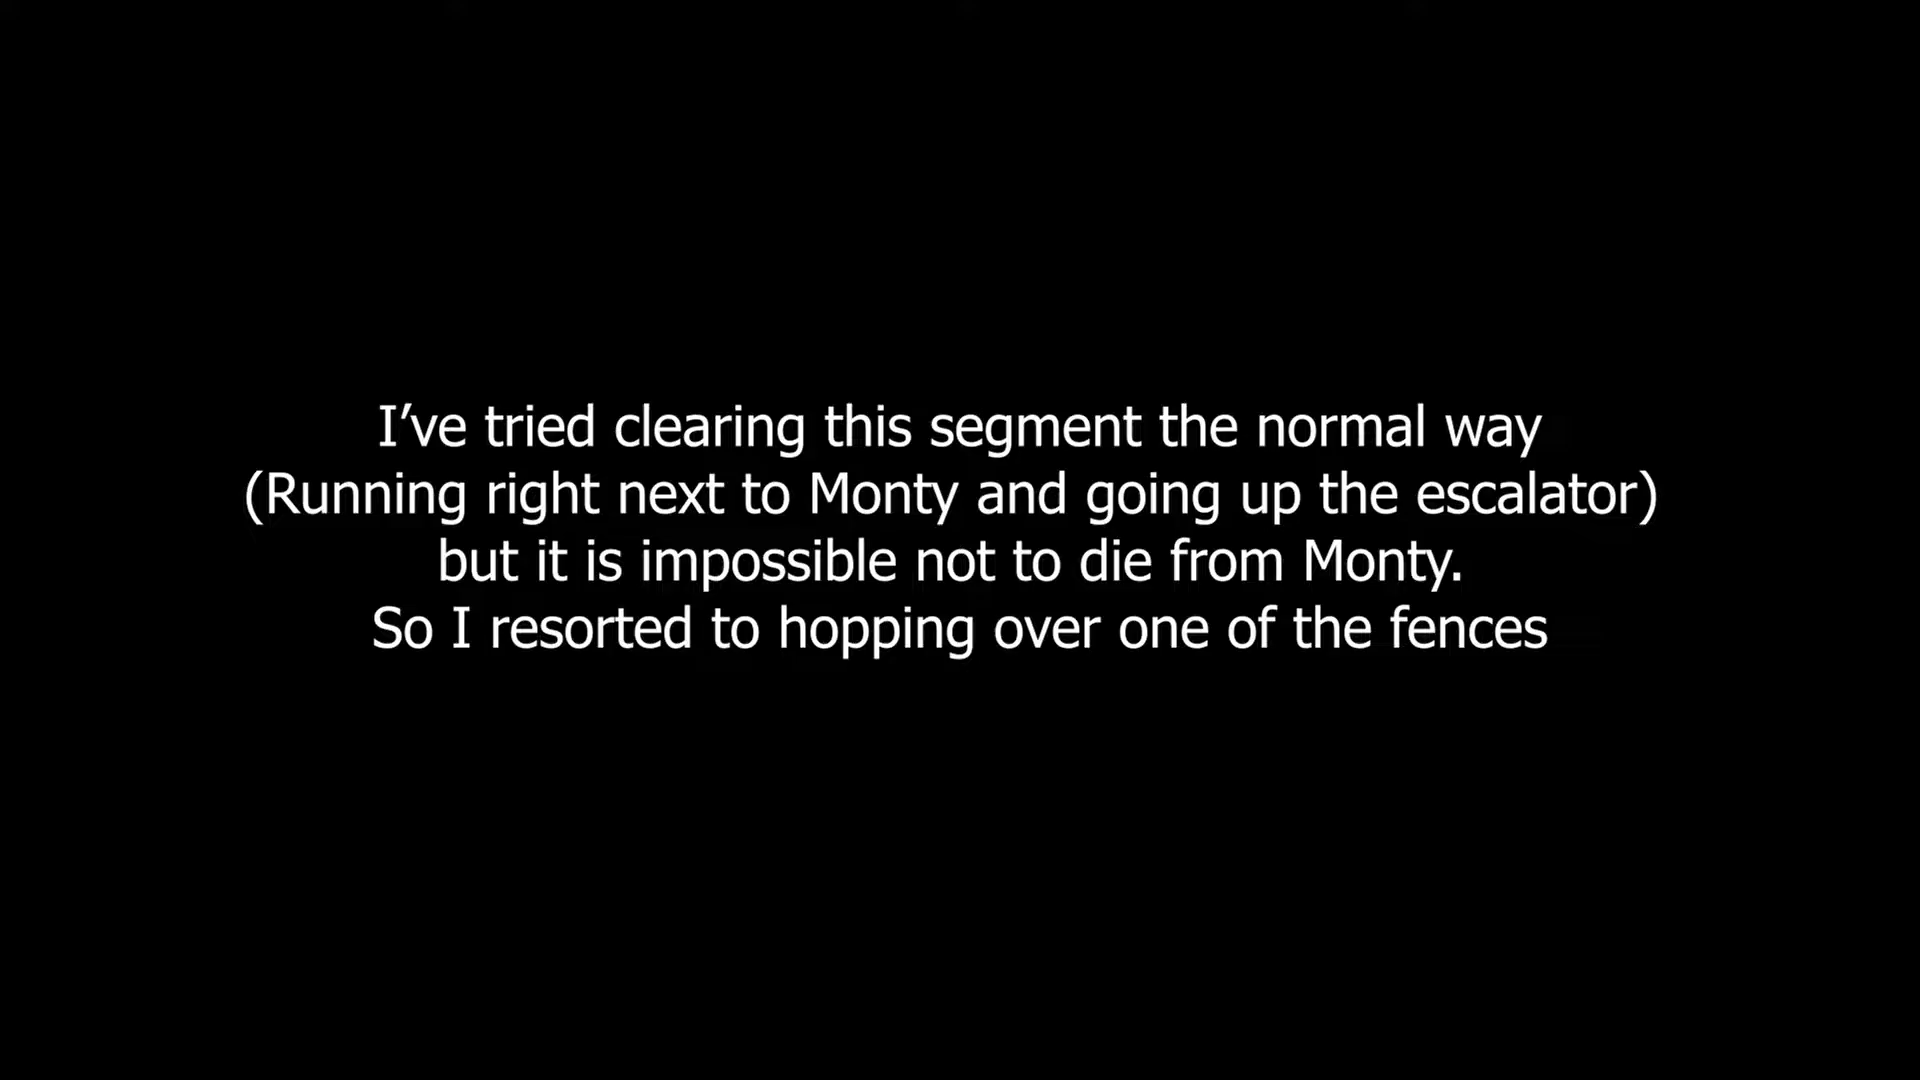 I’ve tried clearing this segment the normal way
(Running right next to Monty and going up the escalator)
but it is impossible not to die from Monty.
So I resorted to hopping over one of the fences